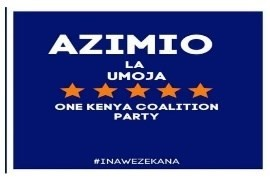 AZIMIO
LA
UMOJA
ONE KENYA COALITION
PARTY
#INAWEZEKANA